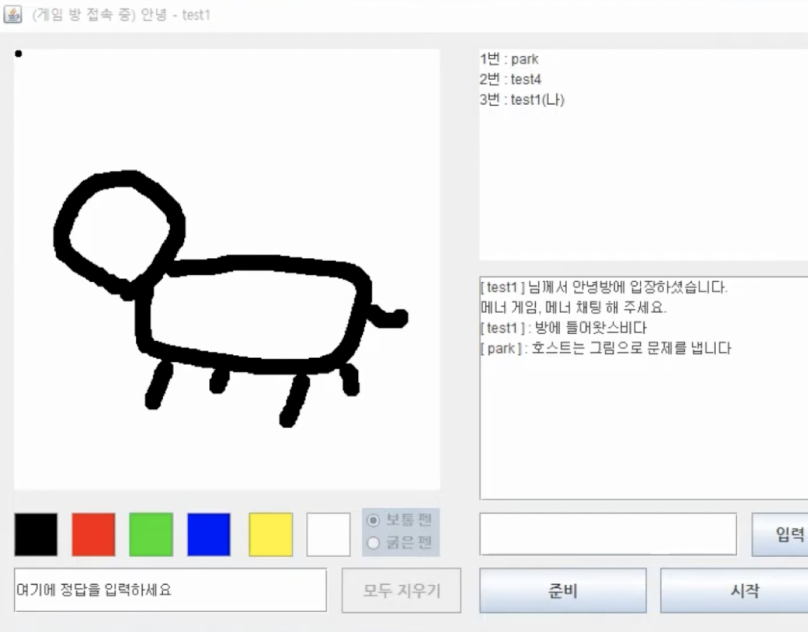 (게임 방 접속 중) 안녕 - test1
1번 : park
2번 : test4
3번 : test1(나)
[ test1 ] 님께서 안녕방에 입장하셨습니다.
메너 게임, 메너 채팅 해 주세요.
[ test1 ] : 방에 들어왓스비다
[ park ] : 호스트는 그림으로 문제를 냅니다
보통 펜
굵은 펜
입력
여기에 정답을 입력하세요
모두 지우기
준비
시작